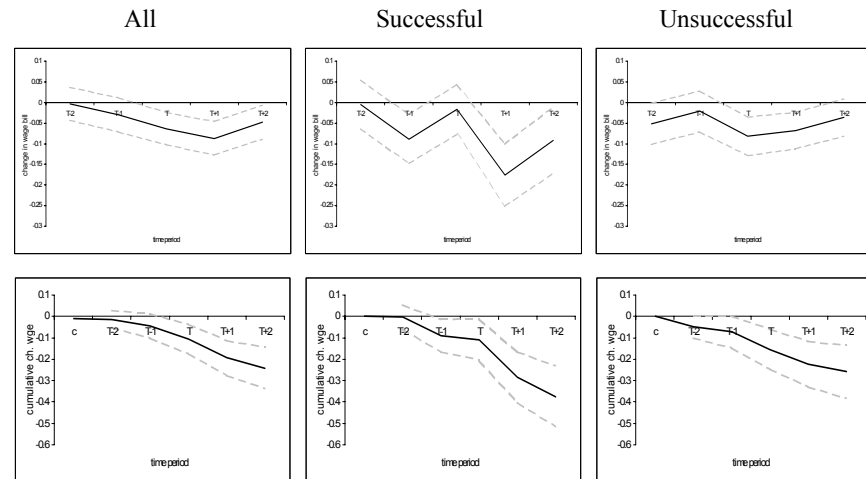 All
Successful
Unsuccessful
0.1
0.05
0
-0.05
-0.1
-0.15
-0.2
-0.25
-0.3
change in wage bill
T-2
T-1
T
T+1
T+2
time period
0.1
0.05
0
-0.05
-0.1
-0.15
-0.2
-0.25
-0.3
change in wage bill
T-2
T-1
T
T+1
T+2
time period
0.1
0.05
0
-0.05
-0.1
-0.15
-0.2
-0.25
-0.3
change in wage bill
T-2
T-1
T
T+1
T+2
time period
0.1
0
-0.1
-0.2
-0.3
-0.4
-0.5
-0.6
cumulative ch. wge
c
T-2
T-1
T
T+1
T+2
time period
0.1
0
-0.1
-0.2
-0.3
-0.4
-0.5
-0.6
cumulative ch. wge
c
T-2
T-1
T
T+1
T+2
time period
0.1
0
-0.1
-0.2
-0.3
-0.4
-0.5
-0.6
cumulative ch. wge
c
T-2
T-1
T
T+1
T+2
time period